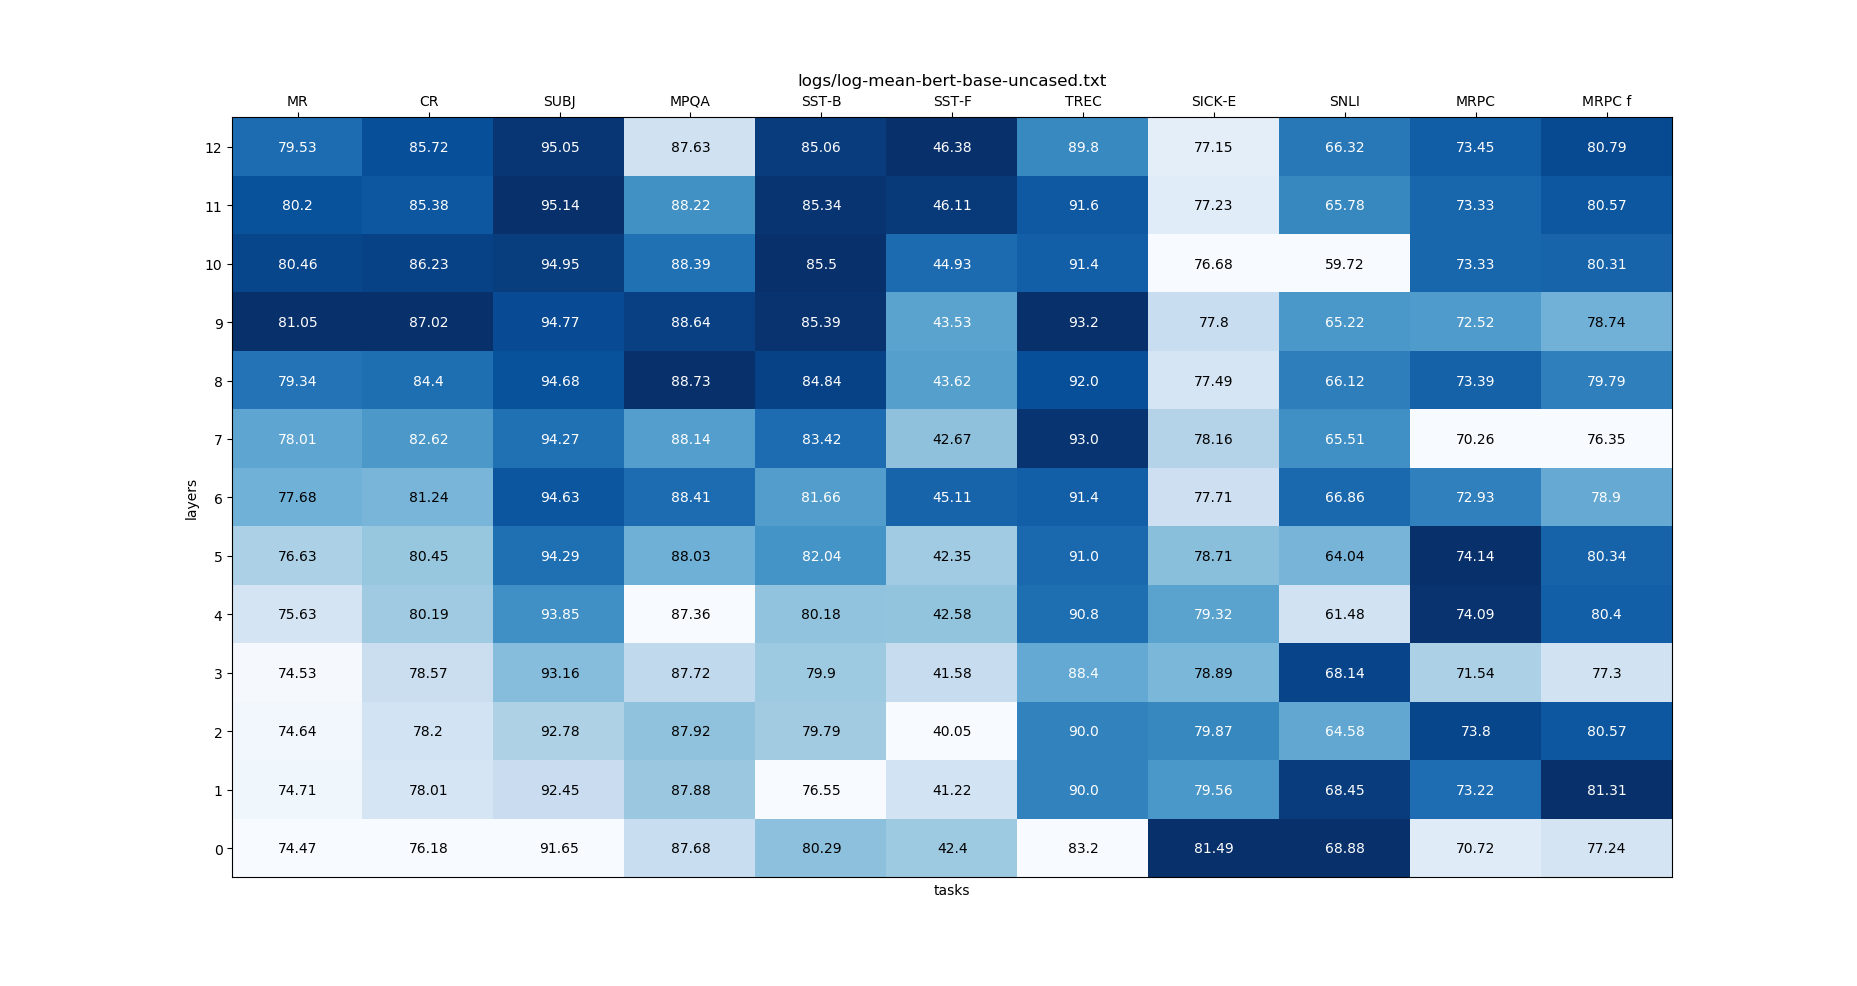 logs/log-mean-bert-base-uncased.txt
MR CR SUBJ MPQA SST-B SST-F TREC SICK-E SNLI MRPC MRPC f
12 79.53 85.72 95.05 87.63 85.06 46.38 89.8 77.15 66.32 73.45 80.79
11 80.2 85.38 95.14 88.22 85.34 46.11 91.6 77.23 65.78 73.33 80.57
10 80.46 86.23 94.95 88.39 85.5 44.93 91.4 76.68 59.72 73.33 80.31
9 81.05 87.02 94.77 88.64 85.39 43.53 93.2 77.8 65.22 72.52 78.74
8 79.34 84.4 94.68 88.73 84.84 43.62 92.0 77.49 66.12 73.39 79.79
7 78.01 82.62 94.27 88.14 83.42 42.67 93.0 78.16 65.51 70.26 76.35
layers
6 77.68 81.24 94.63 88.41 81.66 45.11 91.4 77.71 66.86 72.93 78.9
5 76.63 80.45 94.29 88.03 82.04 42.35 91.0 78.71 64.04 74.14 80.34
4 75.63 80.19 93.85 87.36 80.18 42.58 90.8 79.32 61.48 74.09 80.4
3 74.53 78.57 93.16 87.72 79.9 41.58 88.4 78.89 68.14 71.54 77.3
2 74.64 78.2 92.78 87.92 79.79 40.05 90.0 79.87 64.58 73.8 80.57
1 74.71 78.01 92.45 87.88 76.55 41.22 90.0 79.56 68.45 73.22 81.31
0 74.47 76.18 91.65 87.68 80.29 42.4 83.2 81.49 68.88 70.72 77.24
tasks